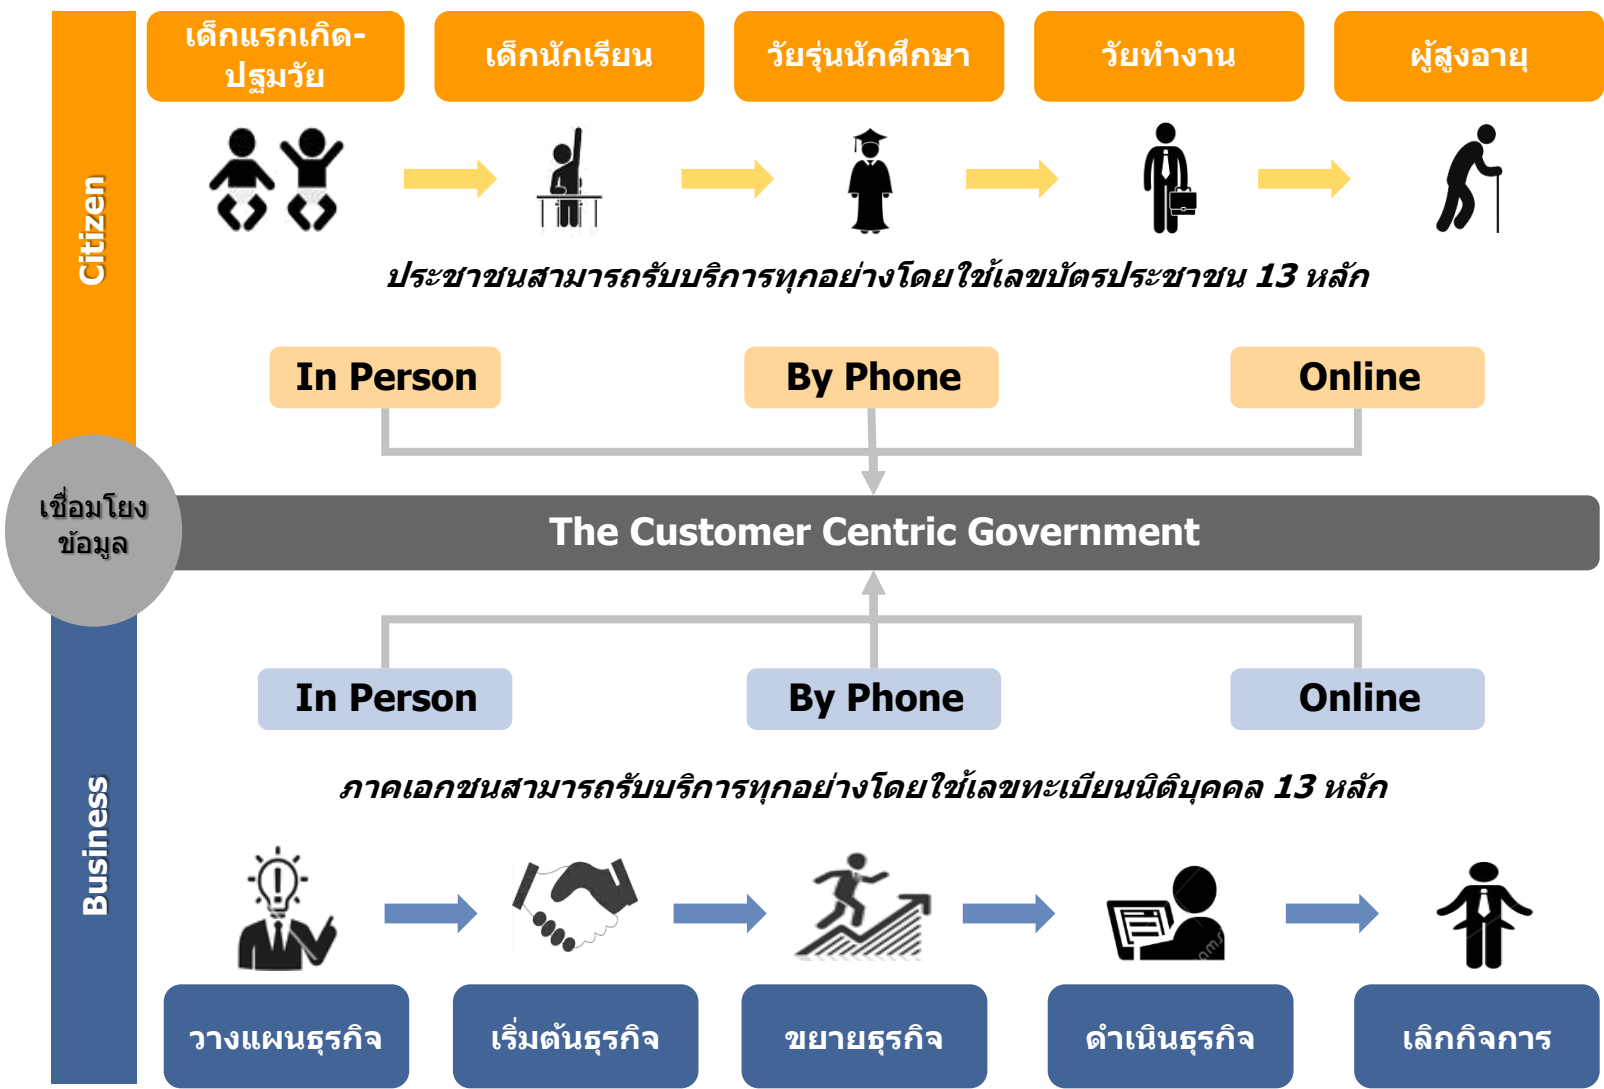 เด็กแรกเกิด-
ปฐมวัย
เด็กนักเรียน
วัยรุ่นนักศึกษา
วัยทำงาน
ผู้สูงอายุ
Citizen
ประชาชนสามารถรับบริการทุกอย่างโดยใช้เลขบัตรประชาชน 13 หลัก
In Person
By Phone
Online
เชื่อมโยง
ข้อมูล
The Customer Centric Government
In Person
By Phone
Online
Business
ภาคเอกชนสามารถรับบริการทุกอย่างโดยใช้เลขทะเบียนนิติบุคคล 13 หลัก
วางแผนธุรกิจ
เริ่มต้นธุรกิจ
ขยายธุรกิจ
ดำเนินธุรกิจ
เลิกกิจการ